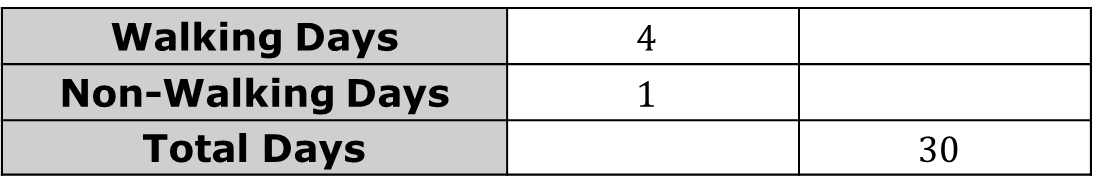 Walking Days 4
Non-Walking Days 1
Total Days 30